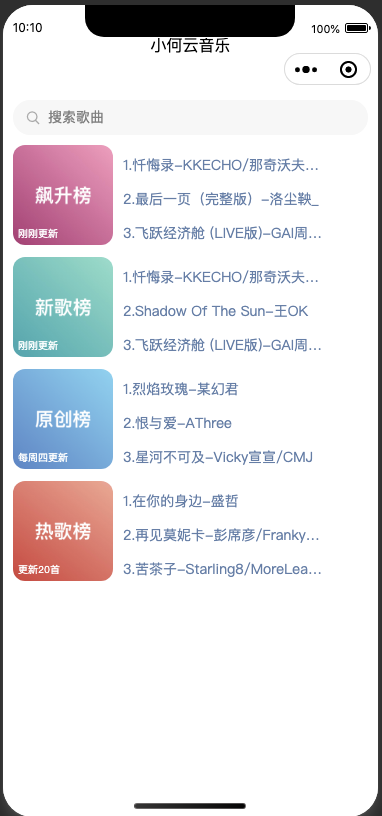 10:10
100%
小何云音乐
搜索歌曲
飙升榜
刚刚更新
1.忏悔录-KKECHO/那奇沃夫...
2.最后一页（完整版）-洛尘鞅_
3.飞跃经济舱 (LIVE版)-GAI周...
新歌榜
刚刚更新
1.忏悔录-KKECHO/那奇沃夫...
2.Shadow Of The Sun-王OK
3.飞跃经济舱 (LIVE版)-GAI周...
原创榜
每周四更新
1.烈焰玫瑰-某幻君
2.恨与爱-AThree
3.星河不可及-Vicky宣宣/CMJ
热歌榜
更新20首
1.在你的身边-盛哲
2.再见莫妮卡-彭席彦/Franky...
3.苦茶子-Starling8/MoreLea...